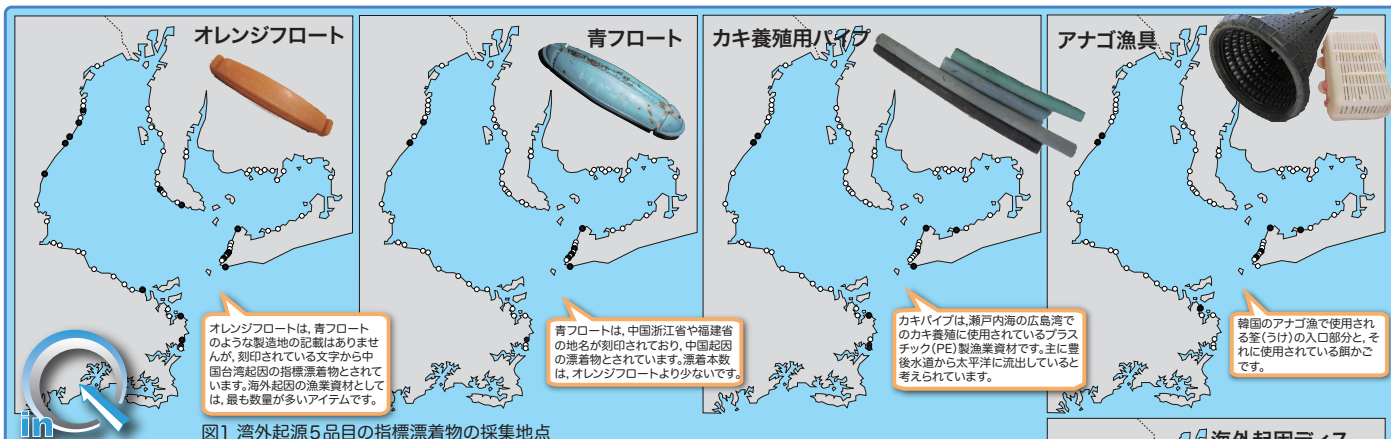 オレンジフロート
青フロート
カキ養殖用パイプ
アナゴ漁具
オレンジフロートは，青フロート
のような製造地の記載はありませ
んが，刻印されている文字から中
国台湾起因の指標漂着物とされて
います。海外起因の漁業資材として
は，最も数量が多いアイテムです。
青フロートは，中国浙江省や福建省
の地名が刻印されており，中国起因
の漂着物とされています。漂着本数
は，オレンジフロートより少ないです。
カキパイプは，瀬戸内海の広島湾で
のカキ養殖に使用されているプラス
チック(PE)製漁業資材です。主に豊
後水道から太平洋に流出していると
考えられています。
韓国のアナゴ漁で使用され
る筌(うけ)の入口部分と，そ
れに使用されている餌かご
です。
in
図1 湾外起源5品目の指標漂着物の採集地点
海外起因ディス